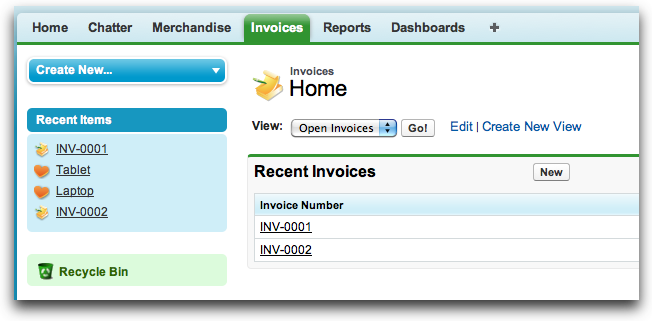 Home Chatter Merchandise Invoices Reports Dashboards +
Create New...
Recent Items
INV-0001
Tablet
Laptop
INV-0002
Recycle Bin
Invoices
Home
View: Open Invoices Go! Edit | Create New View
Recent Invoices New
Invoice Number
INV-0001
INV-0002